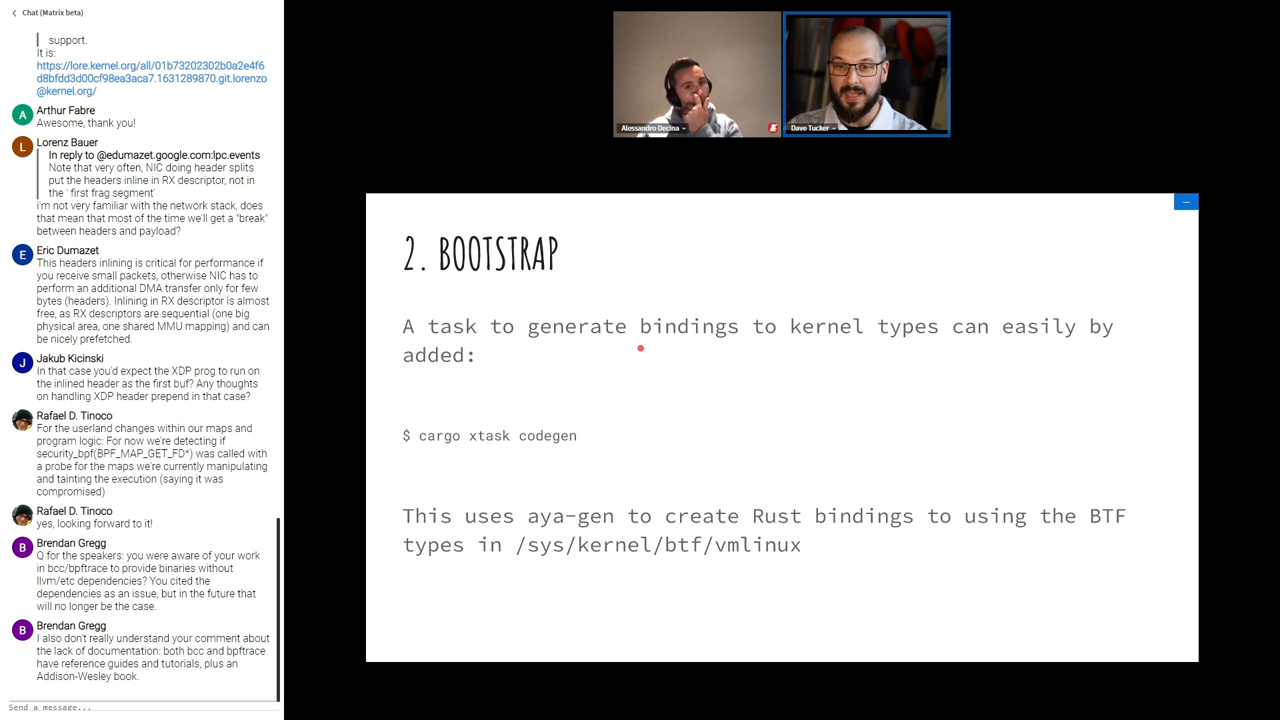 Chat (Matrix beta)
support.
It is:
https://lore.kernel.org/all/01b73202302b0a2e4f6
d8bfdd3d00cf98ea3aca7.1631289870.git.lorenzo
@kernel.org/
A
Arthur Fabre
Awesome, thank you!
L
Lorenz Bauer
In reply to @edumazet.google.com:lpc.events
Note that very often, NIC doing header splits
put the headers inline in RX descriptor, not in
the ' first frag segment'
i'm not very familiar with the network stack, does
that mean that most of the time we'll get a "break"
between headers and payload?
E
Eric Dumazet
This headers inlining is critical for performance if
you receive small packets, otherwise NIC has to
perform an additional DMA transfer only for few
bytes (headers). Inlining in RX descriptor is almost
free, as RX descriptors are sequential (one big
physical area, one shared MMU mapping) and can
be nicely prefetched.
J
Jakub Kicinski
In that case you'd expect the XDP prog to run on
the inlined header as the first buf? Any thoughts
on handling XDP header prepend in that case?
Rafael D. Tinoco
For the userland changes within our maps and
program logic: For now we're detecting if
security_bpf(BPF_MAP_GET_FD*) was called with
a probe for the maps we're currently manipulating
and tainting the execution (saying it was
compromised)
Rafael D. Tinoco
yes, looking forward to it!
B
Brendan Gregg
Q for the speakers: you were aware of your work
in bcc/bpftrace to provide binaries without
llvm/etc dependencies? You cited the
dependencies as an issue, but in the future that
will no longer be the case.
B
Brendan Gregg
I also don't really understand your comment about
the lack of documentation: both bcc and bpftrace
have reference guides and tutorials, plus an
Addison-Wesley book.
Send a message...
Alessandro Decina
Dave Tucker
2. BOOTSTRAP
A task to generate bindings to kernel types can easily by
added:
$ cargo xtask codegen
This uses aya-gen to create Rust bindings to using the BTF
types in /sys/kernel/btf/vmlinux